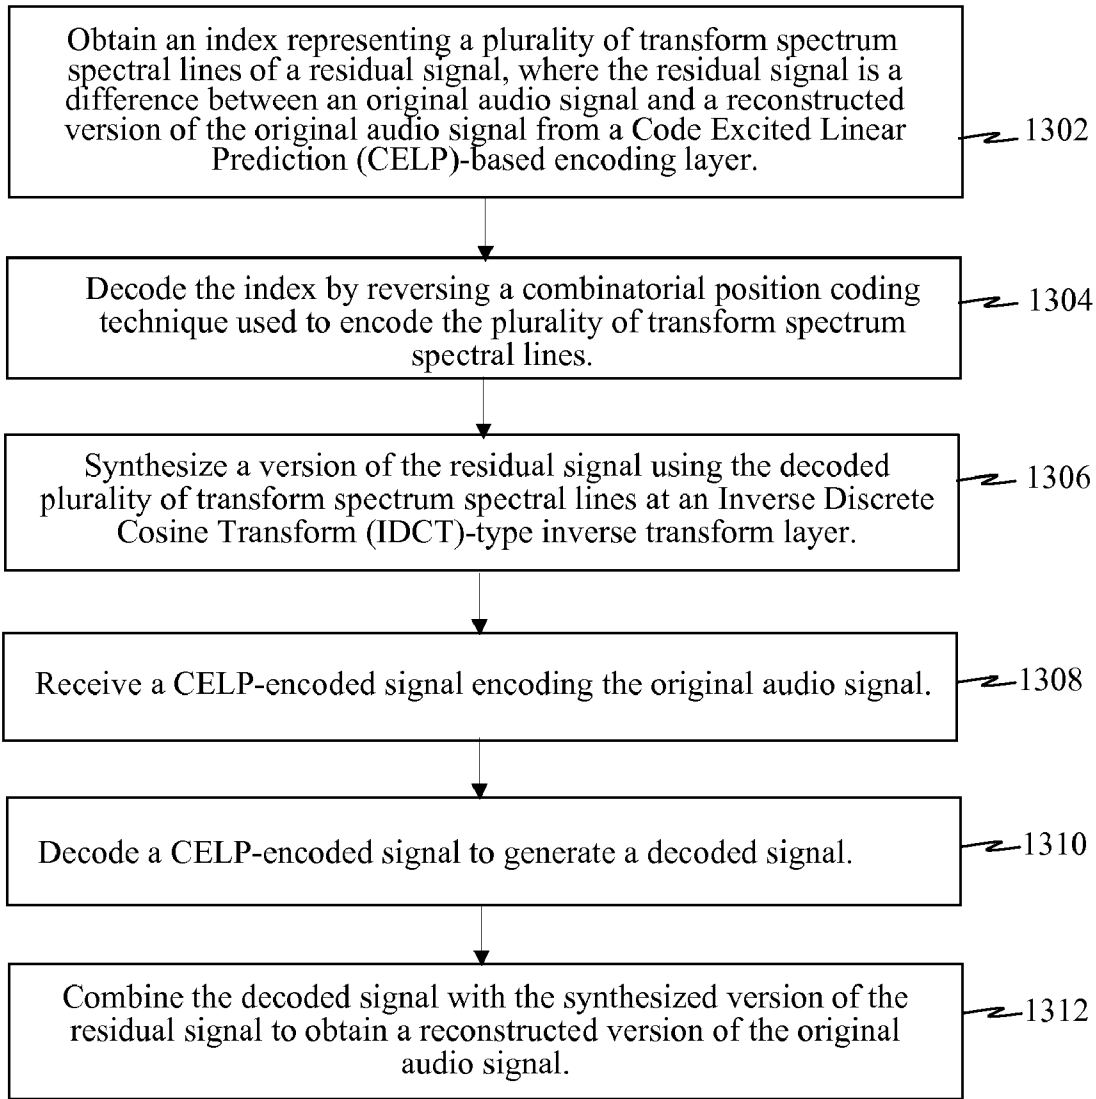 Obtain an index representing a plurality of transform spectrum
spectral lines of a residual signal, where the residual signal is a
difference between an original audio signal and a reconstructed
version of the original audio signal from a Code Excited Linear
Prediction (CELP)-based encoding layer.
1302
Decode the index by reversing a combinatorial position coding
technique used to encode the plurality of transform spectrum
spectral lines.
1304
Synthesize a version of the residual signal using the decoded
plurality of transform spectrum spectral lines at an Inverse Discrete
Cosine Transform (IDCT)-type inverse transform layer.
1306
Receive a CELP-encoded signal encoding the original audio signal.
1308
Decode a CELP-encoded signal to generate a decoded signal.
1310
Combine the decoded signal with the synthesized version of the
residual signal to obtain a reconstructed version of the original
audio signal.
1312